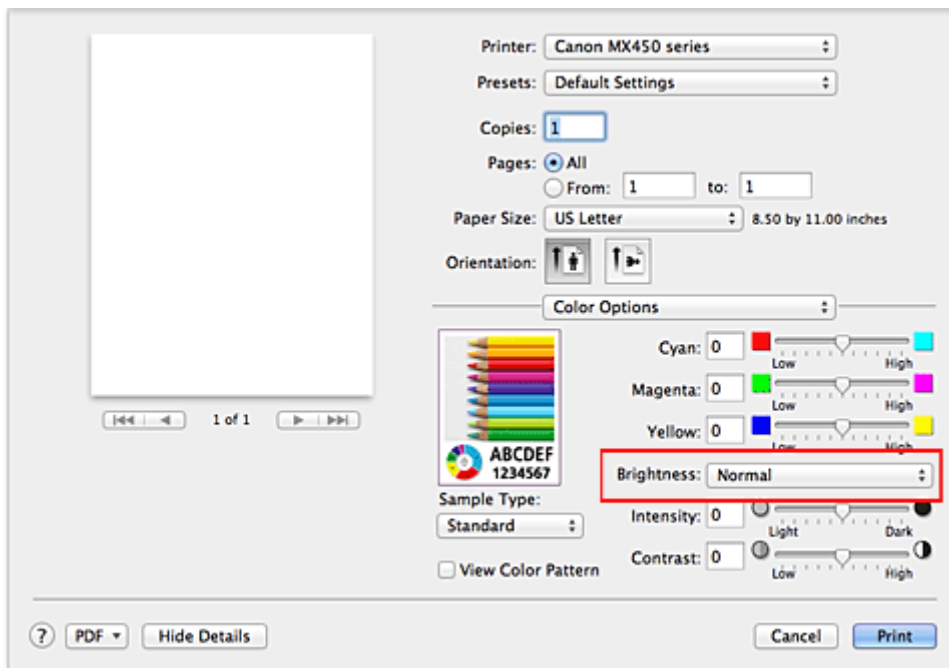 Printer: Canon MX450 series
Presets: Default Settings
Copies: 1
Pages: All
From: 1 to: 1
Paper Size: US Letter 8.50 by 11.00 inches
Orientation:
Color Options
Cyan: 0
Low High
Magenta: 0
Low High
Yellow: 0
Low High
ABCDEF
1234567
Brightness: Normal
Sample Type:
Standard
Intensity: 0
Light Dark
View Color Pattern
Contrast: 0
Low High
1 of 1
? PDF Hide Details Cancel Print